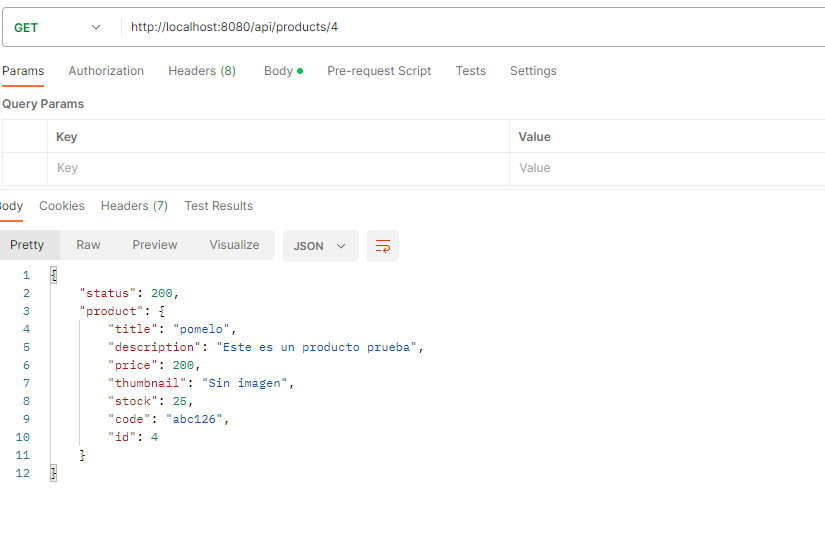 GET http://localhost:8080/api/products/4
Params Authorization Headers (8) Body Pre-request Script Tests Settings
Query Params
Key Value
Key Value
Body Cookies Headers (7) Test Results
Pretty Raw Preview Visualize JSON
1 {
2 "status": 200,
3 "product": {
4 "title": "pomelo",
5 "description": "Este es un producto prueba",
6 "price": 200,
7 "thumbnail": "Sin imagen",
8 "stock": 25,
9 "code": "abc126",
10 "id": 4
11 }
12 }